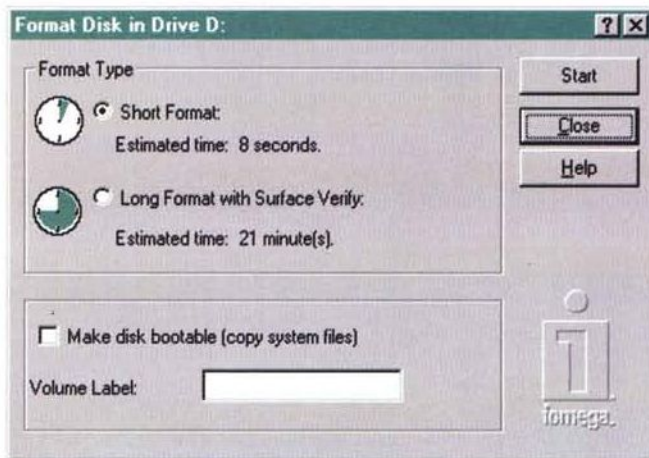 Format Disk in Drive D:
Format Type
Short Format:
Estimated time: 8 seconds.
Long Format with Surface Verify:
Estimated time: 21 minute(s).
Make disk bootable (copy system files)
Volume Label:
Start
Close
Help
iomega.